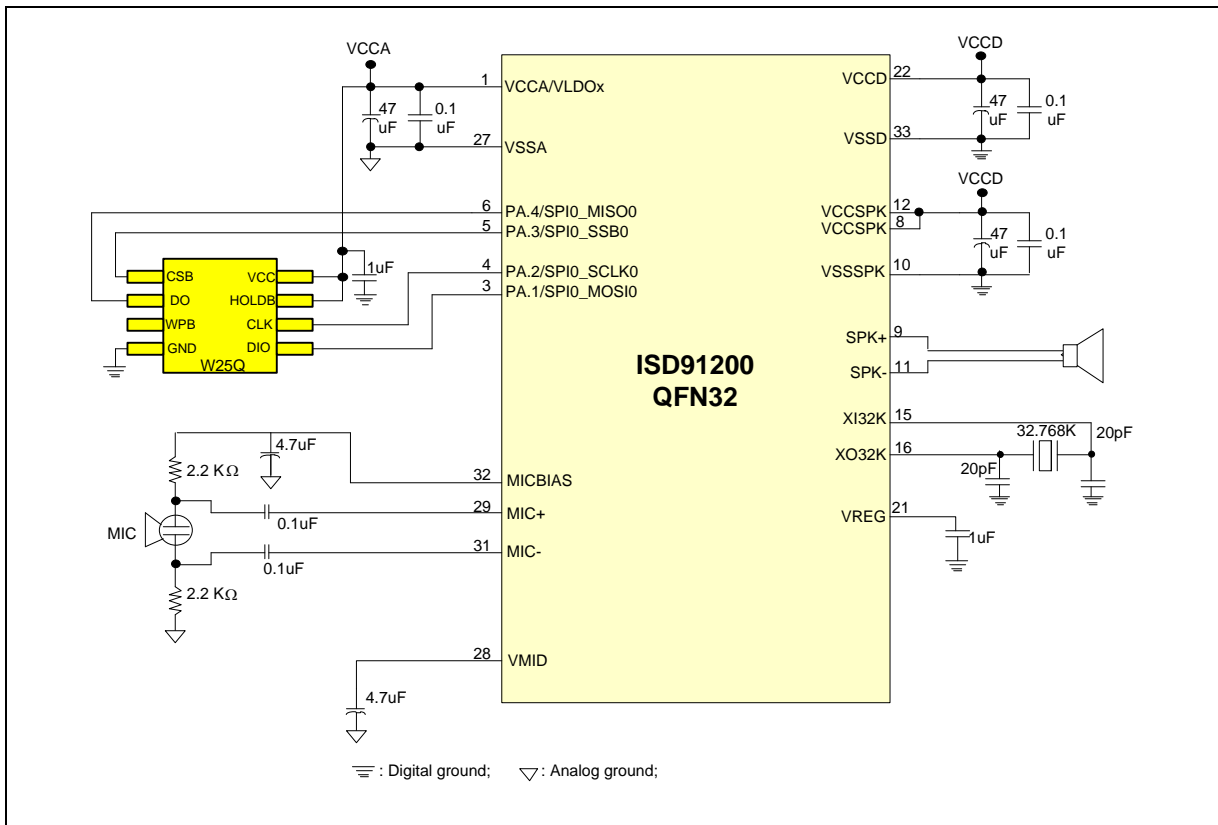 VCCA
1 VCCA/VLDOx
47
uF
0.1
uF
27 VSSA
6 PA.4/SPI0_MISO0
5 PA.3/SPI0_SSB0
4 PA.2/SPI0_SCLK0
3 PA.1/SPI0_MOSI0
1uF
CSB VCC
DO HOLDB
WPB CLK
GND DIO
W25Q
4.7uF
2.2 KΩ
32 MICBIAS
29 MIC+
0.1uF
MIC
31 MIC-
0.1uF
2.2 KΩ
28 VMID
4.7uF
ISD91200
QFN32
VCCD
VCCD 22
47
uF
0.1
uF
VSSD 33
VCCD
VCCSPK 12
VCCSPK 8
47
uF
0.1
uF
VSSSPK 10
SPK+ 9
SPK- 11
XI32K 15
32.768K
20pF
XO32K 16
20pF
VREG 21
1uF
: Digital ground; : Analog ground;